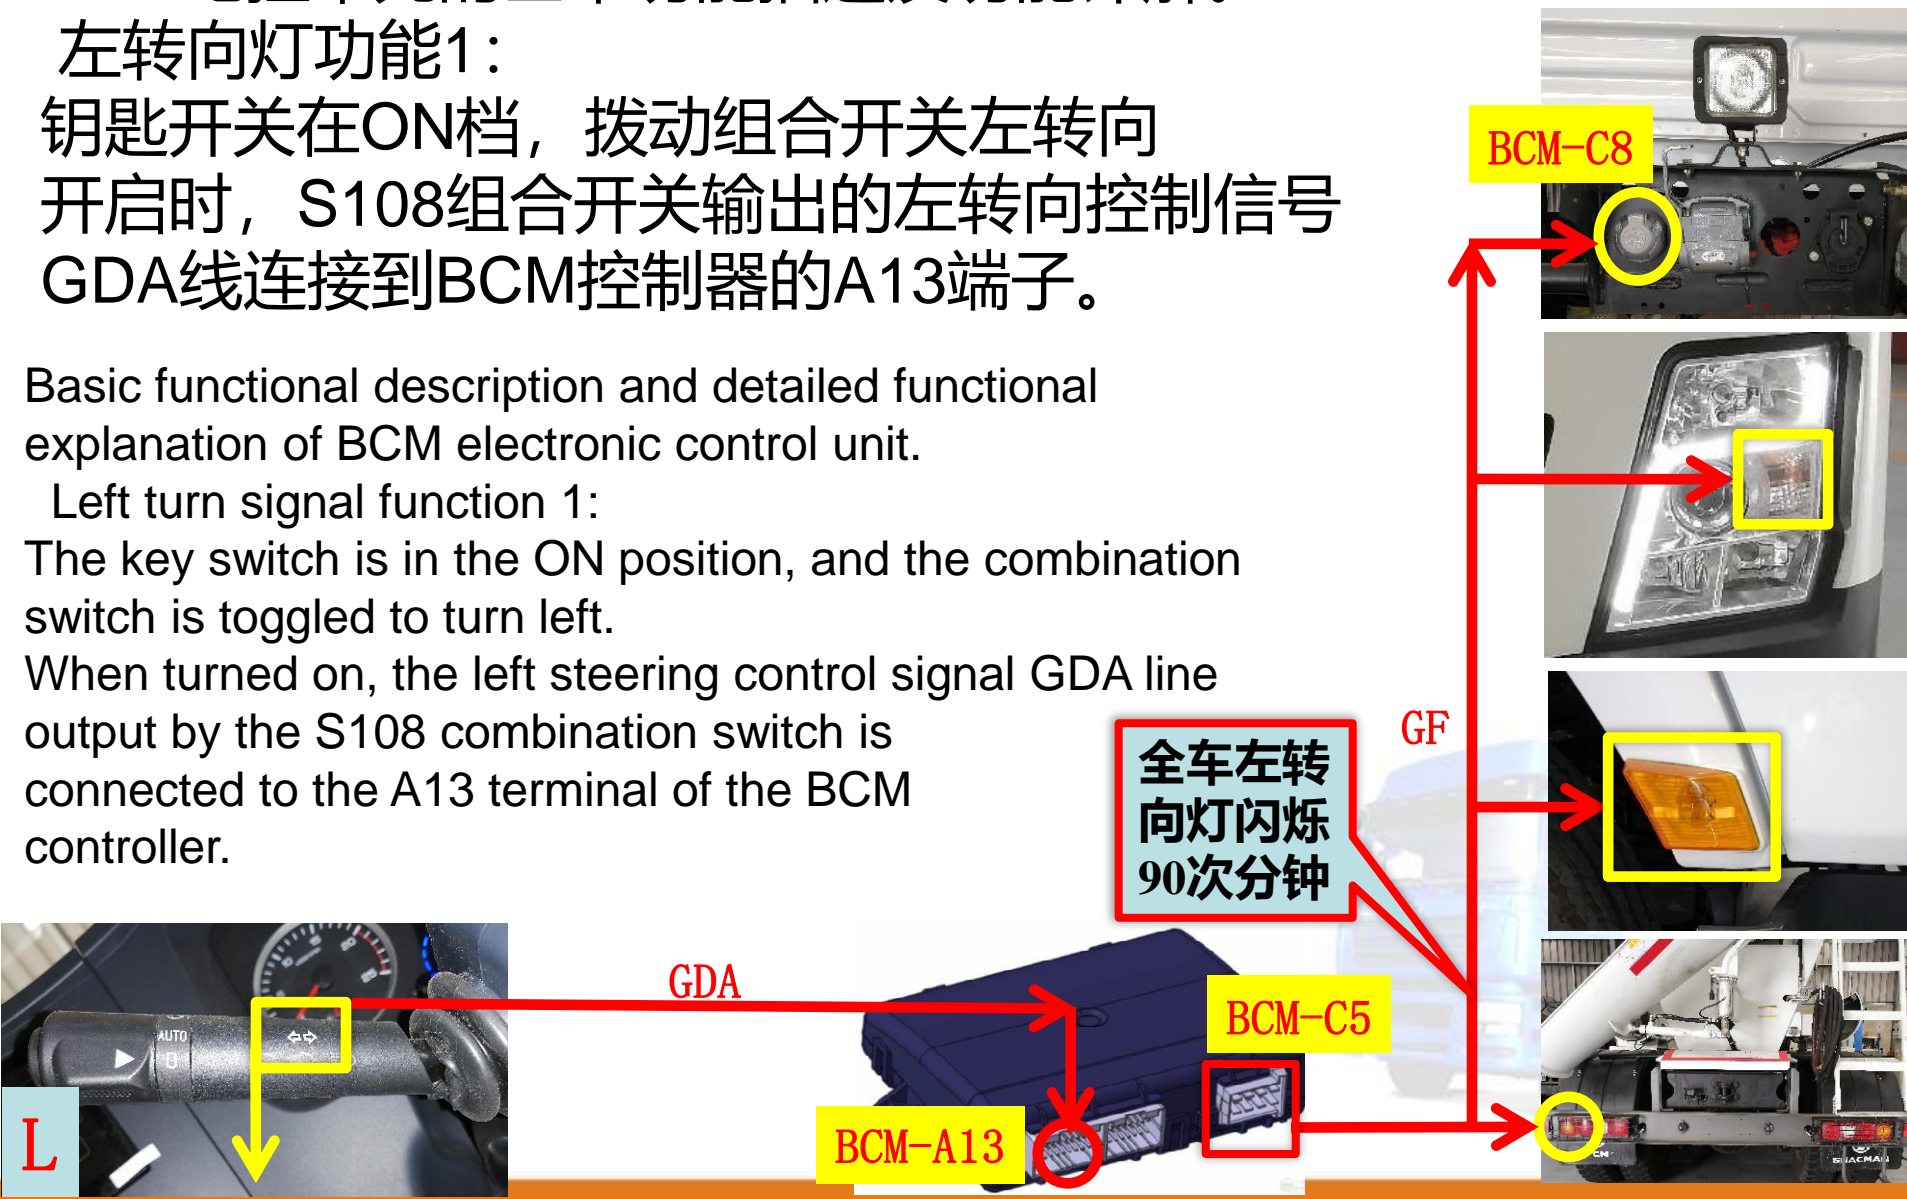 左转向灯功能1：
钥匙开关在ON档，拨动组合开关左转向
开启时，S108组合开关输出的左转向控制信号
GDA线连接到BCM控制器的A13端子。
Basic functional description and detailed functional
explanation of BCM electronic control unit.
Left turn signal function 1:
The key switch is in the ON position, and the combination
switch is toggled to turn left.
When turned on, the left steering control signal GDA line
output by the S108 combination switch is
connected to the A13 terminal of the BCM
controller.
BCM-C8
GF
全车左转
向灯闪烁
90次分钟
GDA
BCM-C5
BCM-A13
AUTO
L
SHACMAN